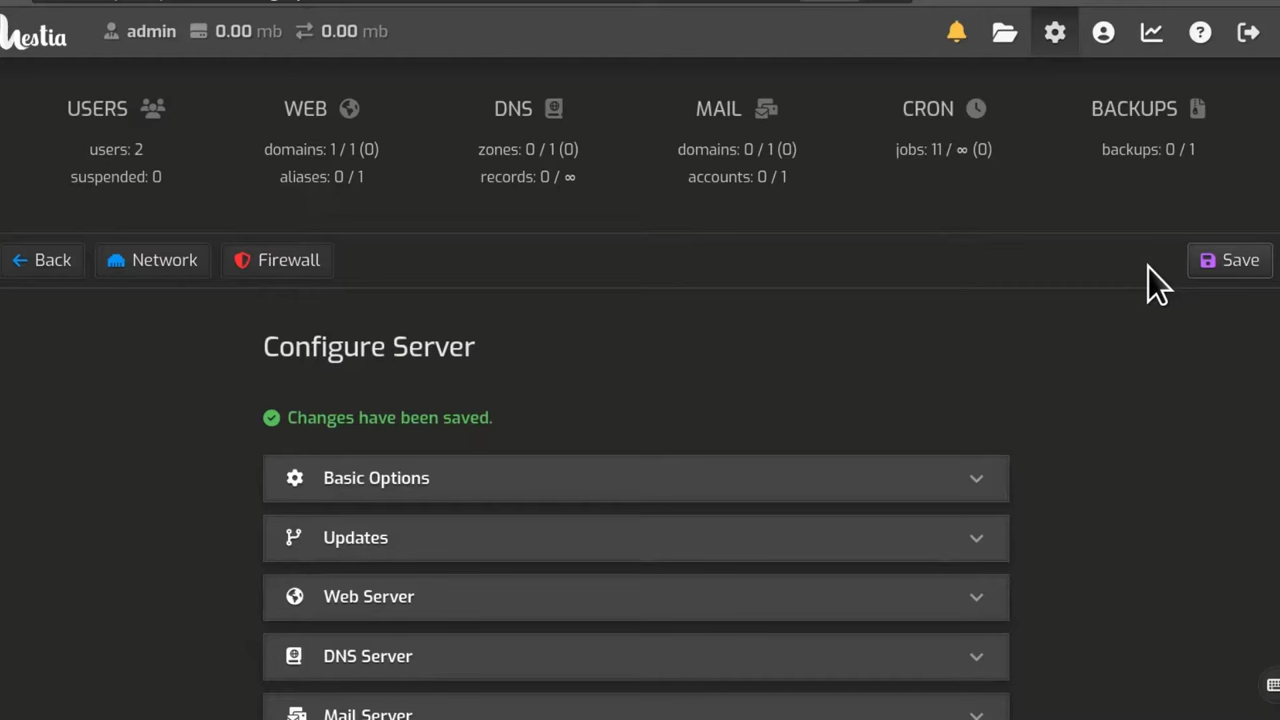 Hestia admin 0.00 mb 0.00 mb
USERS WEB DNS MAIL CRON BACKUPS
users: 2 domains: 1 / 1 (0) zones: 0 / 1 (0) domains: 0 / 1 (0) jobs: 11 / ∞ (0) backups: 0 / 1
suspended: 0 aliases: 0 / 1 records: 0 / ∞ accounts: 0 / 1
Back Network Firewall Save
Configure Server
Changes have been saved.
Basic Options
Updates
Web Server
DNS Server
Mail Server